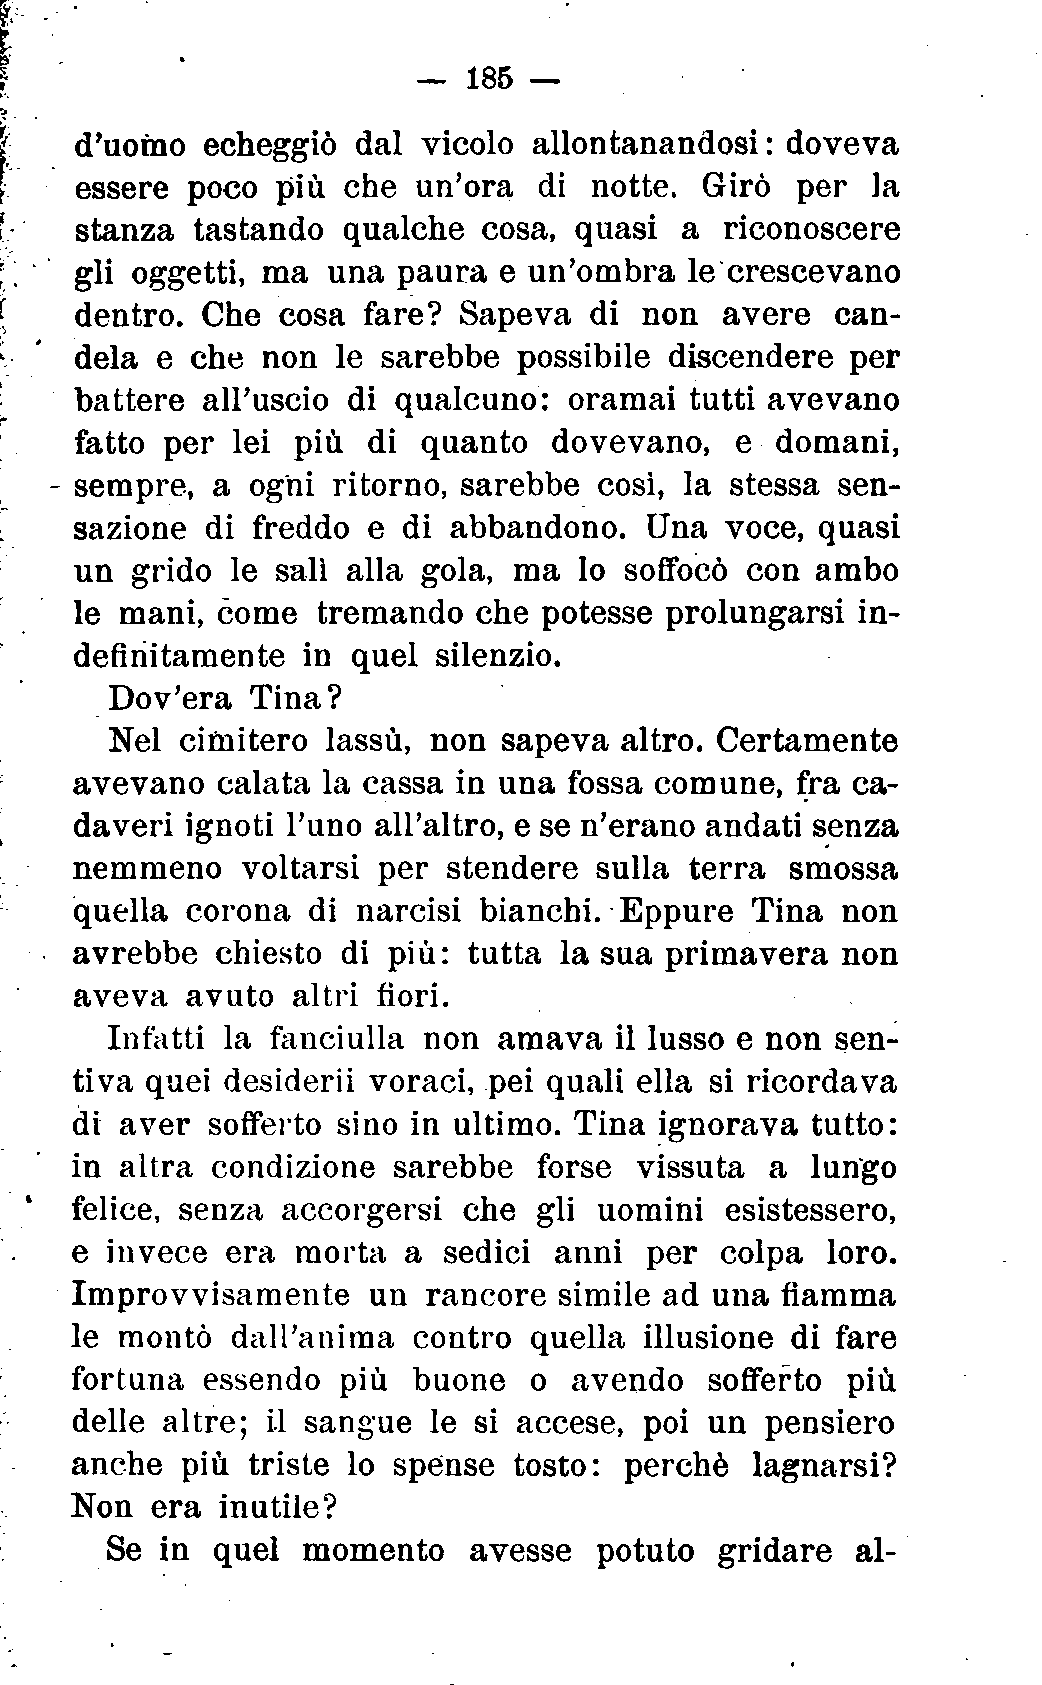 — 185 —
d'uomo echeggiò dal vicolo allontanandosi: doveva
essere poco più che un'ora di notte. Girò per la
stanza tastando qualche cosa, quasi a riconoscere
gli oggetti, ma una paura e un'ombra le crescevano
dentro. Che cosa fare? Sapeva di non avere can-
dela e che non le sarebbe possibile discendere per
battere all'uscio di qualcuno: oramai tutti avevano
fatto per lei più di quanto dovevano, e domani,
sempre, a ogni ritorno, sarebbe così, la stessa sen-
sazione di freddo e di abbandono. Una voce, quasi
un grido le salì alla gola, ma lo soffocò con ambo
le mani, come tremando che potesse prolungarsi in-
definitamente in quel silenzio.
Dov'era Tina?
Nel cimitero lassù, non sapeva altro. Certamente
avevano calata la cassa in una fossa comune, fra ca-
daveri ignoti l'uno all'altro, e se n'erano andati senza
nemmeno voltarsi per stendere sulla terra smossa
quella corona di narcisi bianchi. Eppure Tina non
avrebbe chiesto di più: tutta la sua primavera non
aveva avuto altri fiori.
Infatti la fanciulla non amava il lusso e non sen-
tiva quei desiderii voraci, pei quali ella si ricordava
di aver sofferto sino in ultimo. Tina ignorava tutto:
in altra condizione sarebbe forse vissuta a lungo
felice, senza accorgersi che gli uomini esistessero,
e invece era morta a sedici anni per colpa loro.
Improvvisamente un rancore simile ad una fiamma
le montò dall'anima contro quella illusione di fare
fortuna essendo più buone o avendo sofferto più
delle altre; il sangue le si accese, poi un pensiero
anche più triste lo spense tosto: perchè lagnarsi?
Non era inutile?
Se in quel momento avesse potuto gridare al-